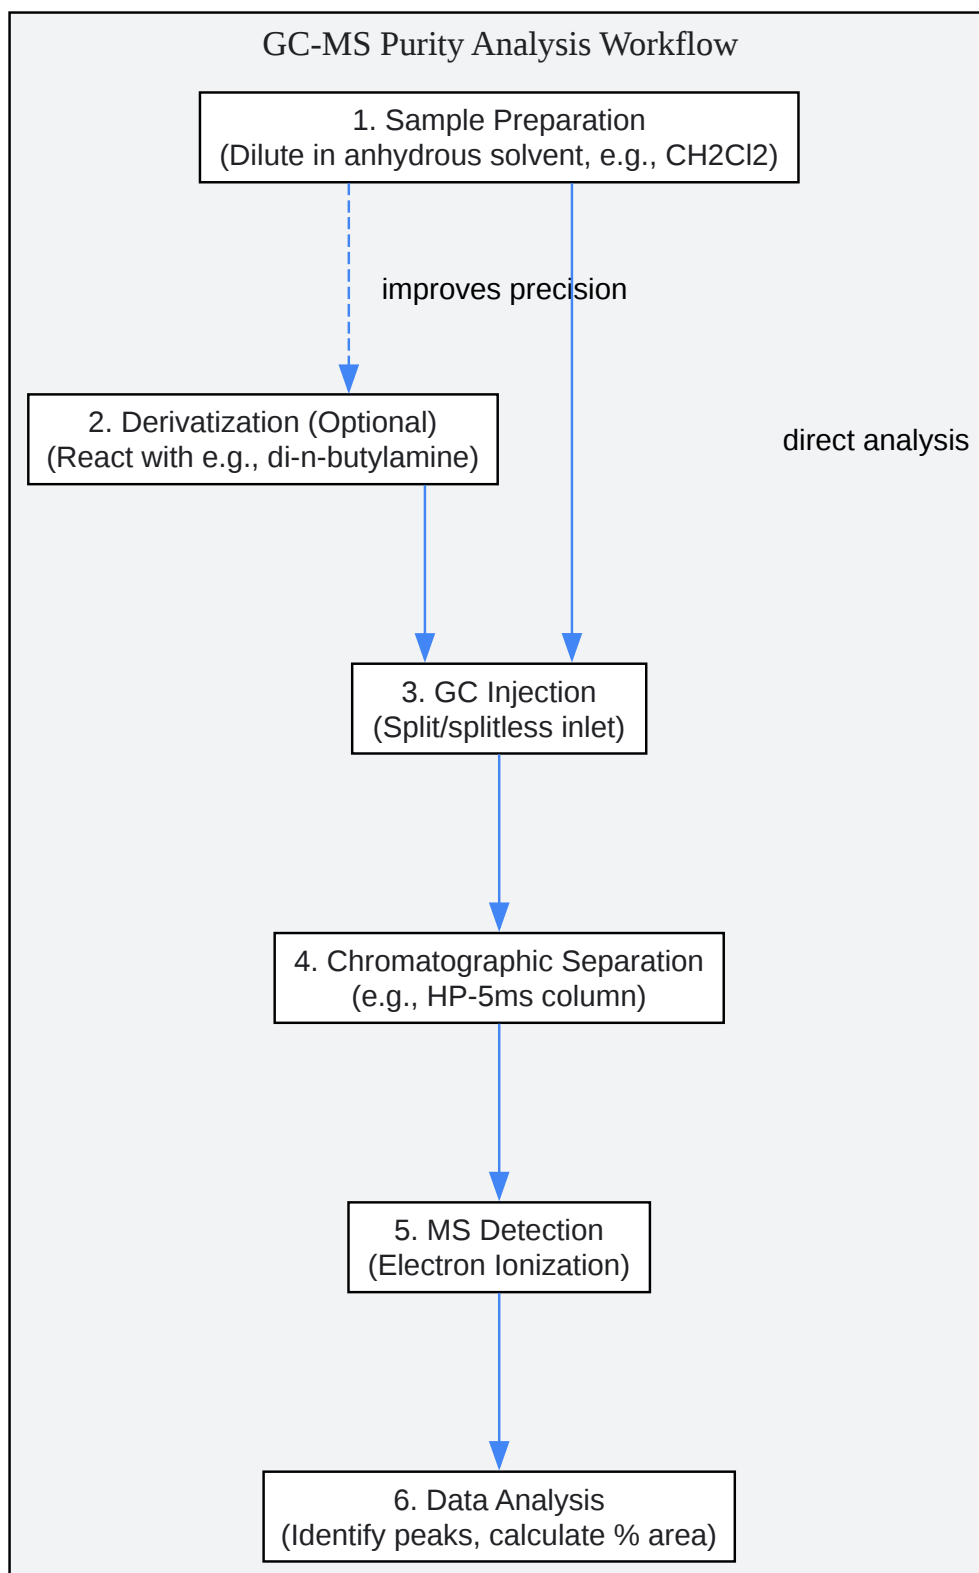 GC-MS Purity Analysis Workflow
1. Sample Preparation
(Dilute in anhydrous solvent, e.g., CH2Cl2)
improves precision
2. Derivatization (Optional)
(React with e.g., di-n-butylamine)
direct analysis
3. GC Injection
(Split/splitless inlet)
4. Chromatographic Separation
(e.g., HP-5ms column)
5. MS Detection
(Electron Ionization)
6. Data Analysis
(Identify peaks, calculate % area)